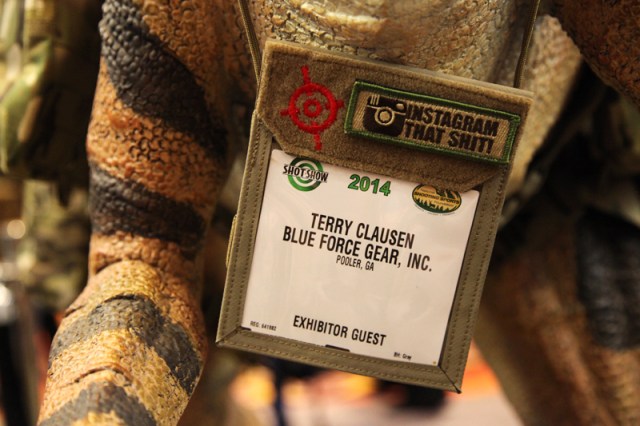 INSTAGRAM
THAT SHIT!
SHOT SHOW
2014
TERRY CLAUSEN
BLUE FORCE GEAR, INC.
POOLER, GA
EXHIBITOR GUEST